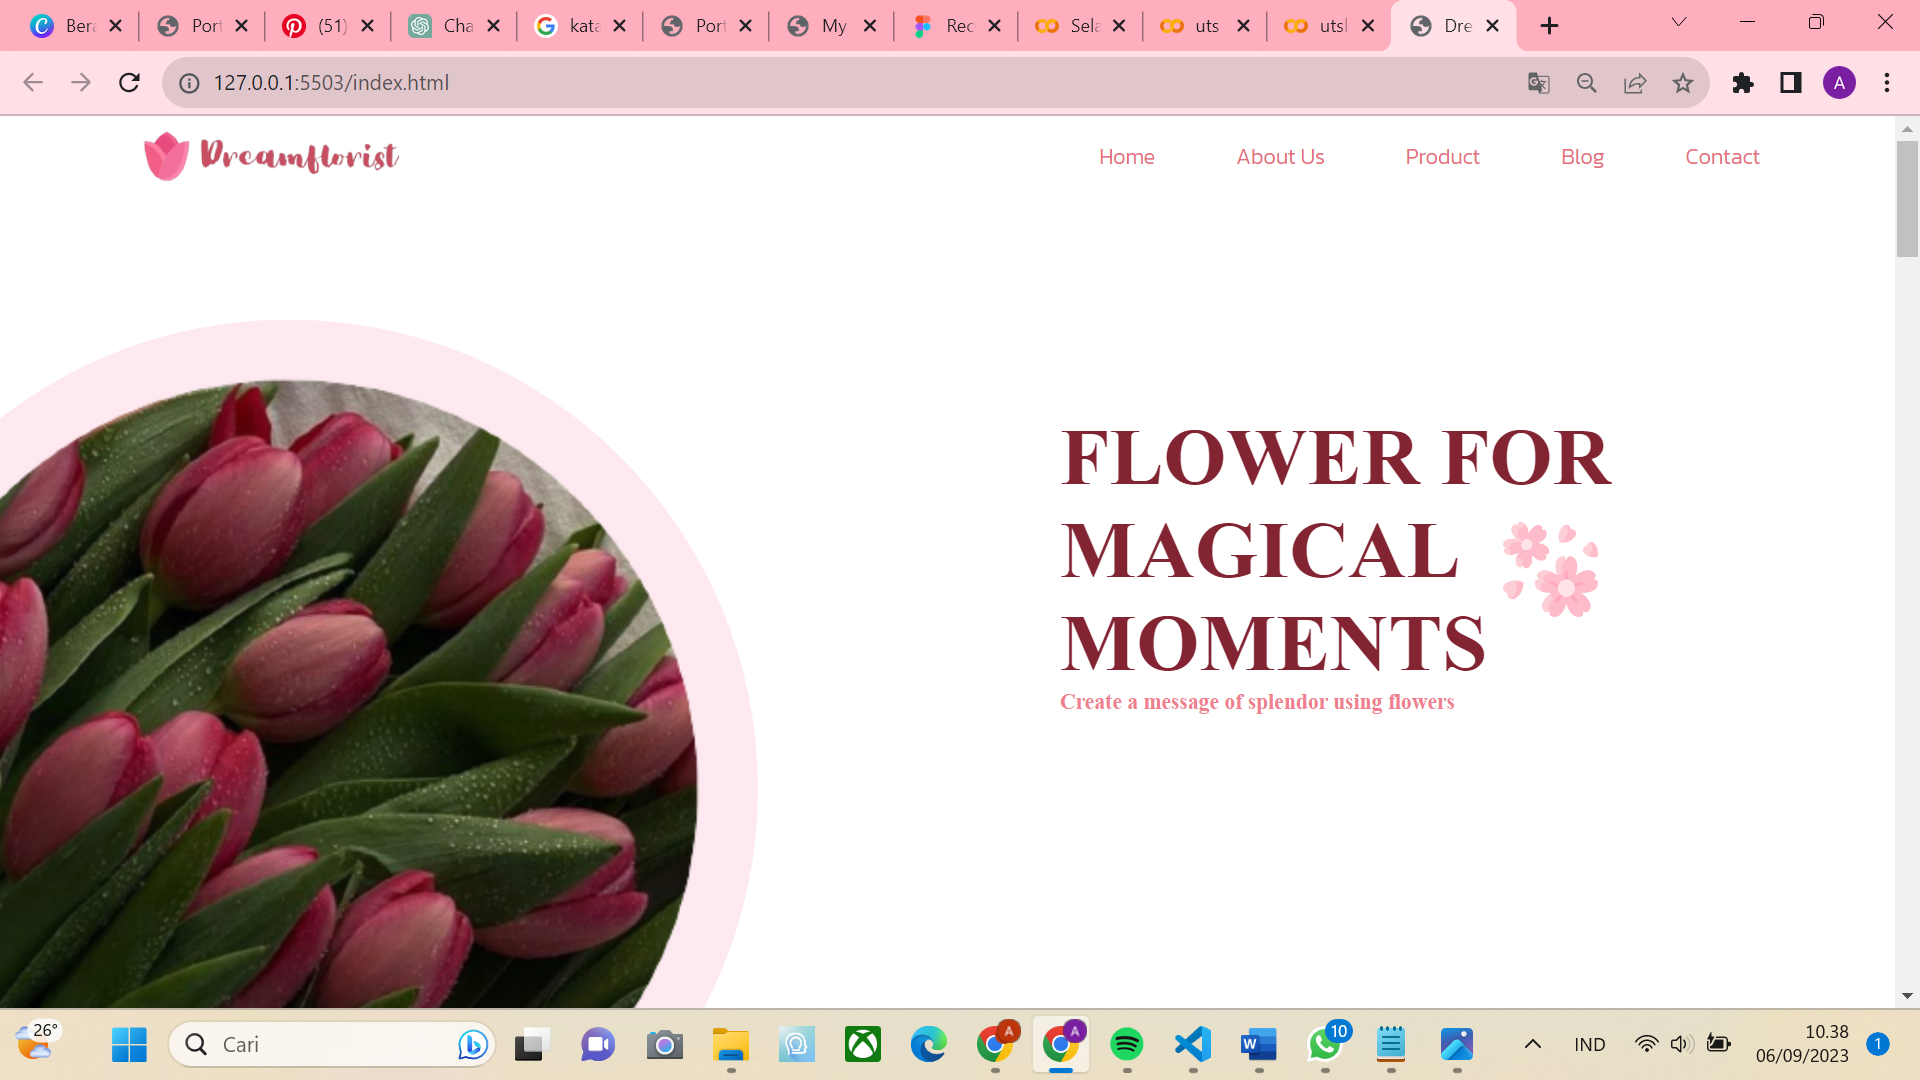 Bera
Port
(51)
Cha
kata
Port
My
Rec
Sela
uts
utsl
Dre
127.0.0.1:5503/index.html
A
Dreamflorist
Home
About Us
Product
Blog
Contact
FLOWER FOR
MAGICAL
MOMENTS
Create a message of splendor using flowers
26°
Cari
A
A
W
10
IND
10.38
06/09/2023
1